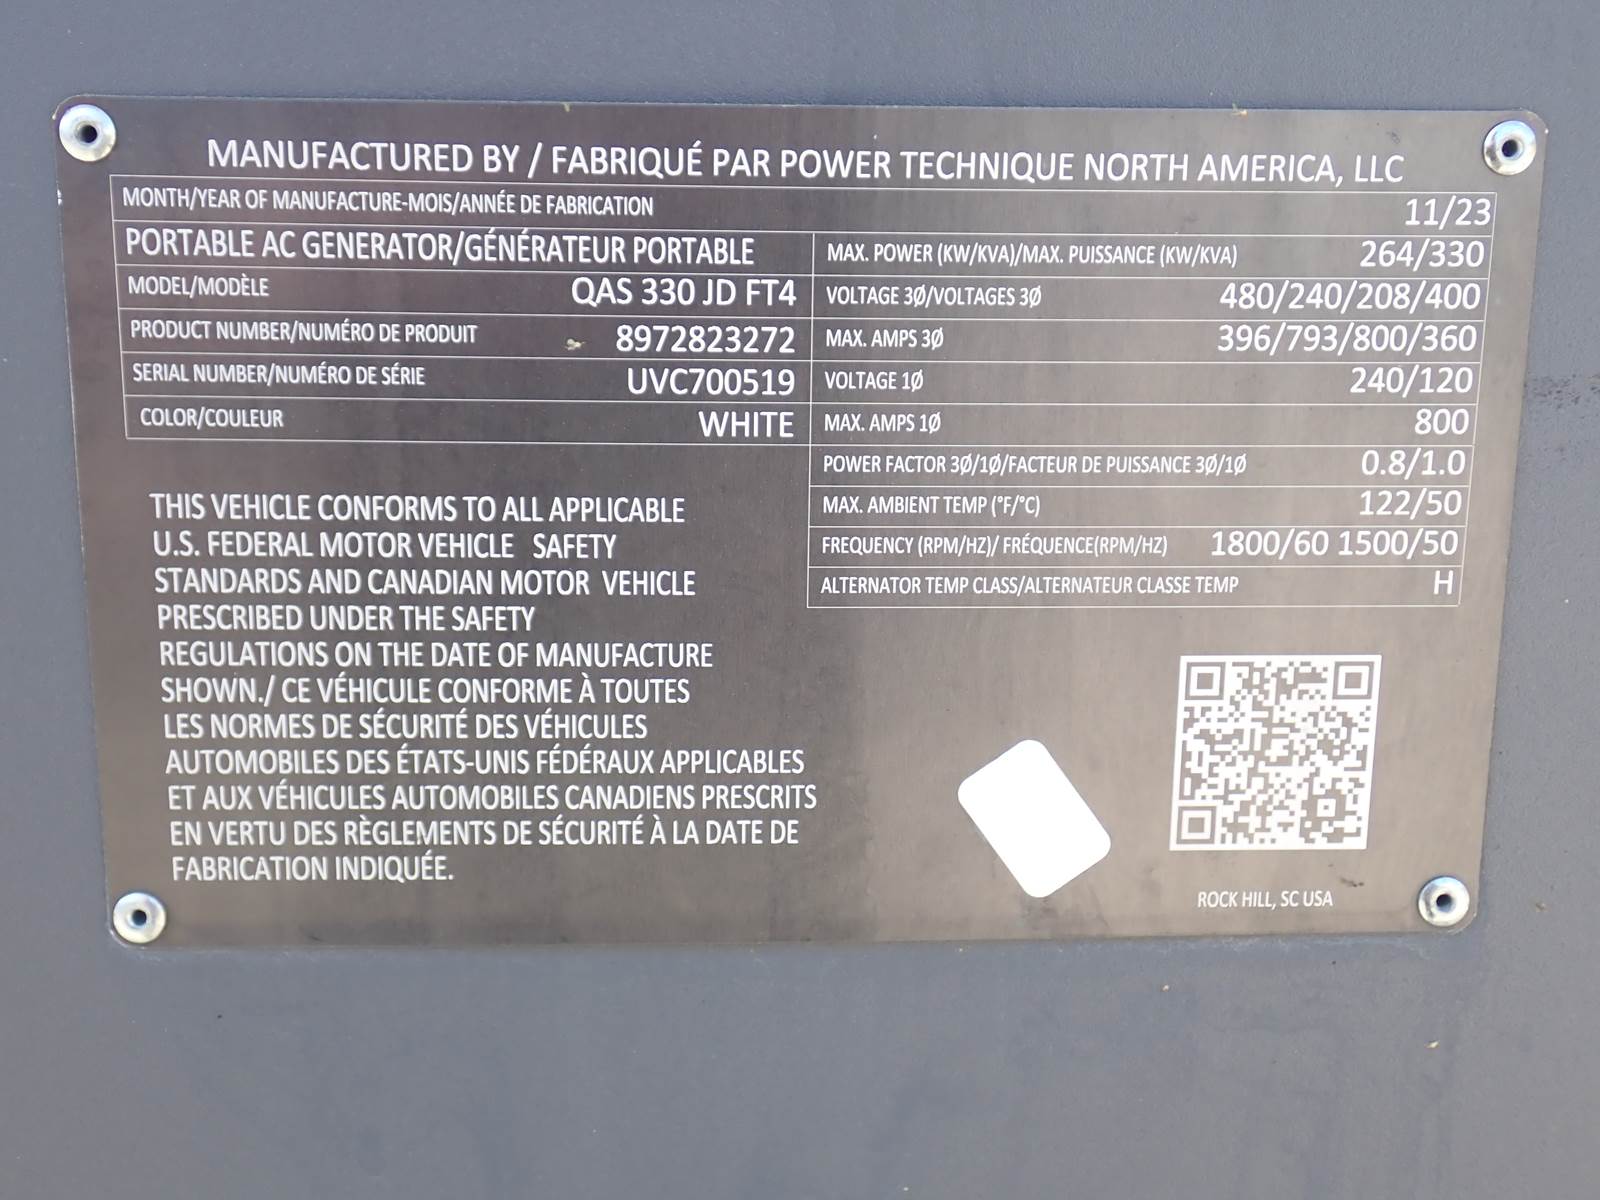 MANUFACTURED BY / FABRIQUÉ PAR POWER TECHNIQUE NORTH AMERICA, LLC
MONTH/YEAR OF MANUFACTURE-MOIS/ANNÉE DE FABRICATION 11/23
PORTABLE AC GENERATOR/GÉNÉRATEUR PORTABLE
MODEL/MODÈLE QAS 330 JD FT4
PRODUCT NUMBER/NUMÉRO DE PRODUIT 8972823272
SERIAL NUMBER/NUMÉRO DE SÉRIE UVC700519
COLOR/COULEUR WHITE
MAX. POWER (KW/KVA)/MAX. PUISSANCE (KW/KVA) 264/330
VOLTAGE 3Ø/VOLTAGES 3Ø 480/240/208/400
MAX. AMPS 3Ø 396/793/800/360
VOLTAGE 1Ø 240/120
MAX. AMPS 1Ø 800
POWER FACTOR 3Ø/1Ø/FACTEUR DE PUISSANCE 3Ø/1Ø 0.8/1.0
MAX. AMBIENT TEMP (°F/°C) 122/50
FREQUENCY (RPM/HZ)/ FRÉQUENCE(RPM/HZ) 1800/60 1500/50
ALTERNATOR TEMP CLASS/ALTERNATEUR CLASSE TEMP H
THIS VEHICLE CONFORMS TO ALL APPLICABLE
U.S. FEDERAL MOTOR VEHICLE SAFETY
STANDARDS AND CANADIAN MOTOR VEHICLE
PRESCRIBED UNDER THE SAFETY
REGULATIONS ON THE DATE OF MANUFACTURE
SHOWN./ CE VÉHICULE CONFORME À TOUTES
LES NORMES DE SÉCURITÉ DES VÉHICULES
AUTOMOBILES DES ÉTATS-UNIS FÉDÉRAUX APPLICABLES
ET AUX VÉHICULES AUTOMOBILES CANADIENS PRESCRITS
EN VERTU DES RÈGLEMENTS DE SÉCURITÉ À LA DATE DE
FABRICATION INDIQUÉE.
ROCK HILL, SC USA